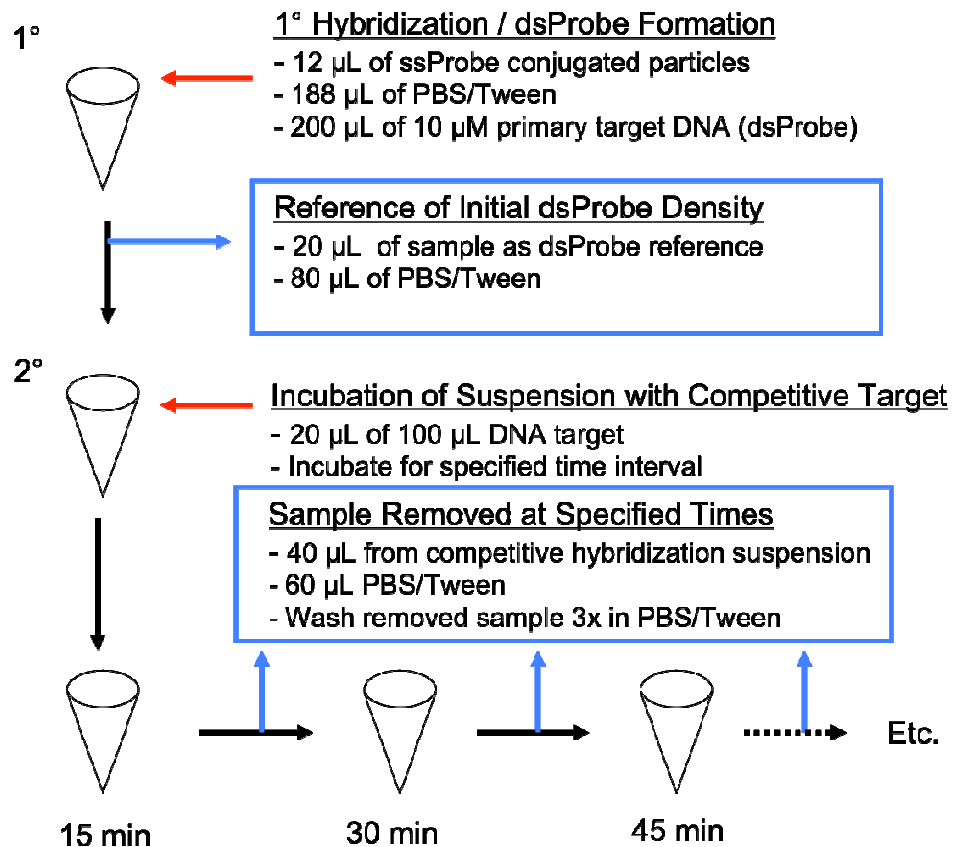 1°
1° Hybridization / dsProbe Formation
- 12 µL of ssProbe conjugated particles
- 188 µL of PBS/Tween
- 200 µL of 10 µM primary target DNA (dsProbe)
Reference of Initial dsProbe Density
- 20 µL of sample as dsProbe reference
- 80 µL of PBS/Tween
2°
Incubation of Suspension with Competitive Target
- 20 µL of 100 µL DNA target
- Incubate for specified time interval
Sample Removed at Specified Times
- 40 µL from competitive hybridization suspension
- 60 µL PBS/Tween
- Wash removed sample 3x in PBS/Tween
Etc.
15 min
30 min
45 min